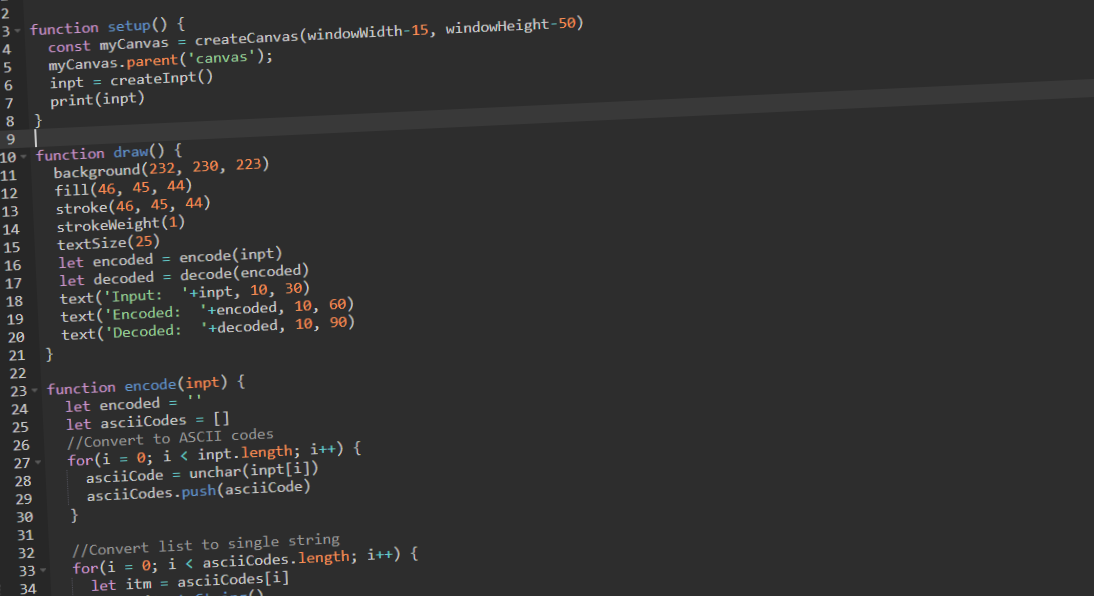 2
3 function setup() {
4 const myCanvas = createCanvas(windowWidth-15, windowHeight-50)
5 myCanvas.parent('canvas');
6 inpt = createInpt()
7 print(inpt)
8 }
9
10 function draw() {
11 background(232, 230, 223)
12 fill(46, 45, 44)
13 stroke(46, 45, 44)
14 strokeWeight(1)
15 textSize(25)
16 let encoded = encode(inpt)
17 let decoded = decode(encoded)
18 text('Input:  '+inpt, 10, 30)
19 text('Encoded:  '+encoded, 10, 60)
20 text('Decoded:  '+decoded, 10, 90)
21 }
22
23 function encode(inpt) {
24 let encoded = ''
25 let asciiCodes = []
26 //Convert to ASCII codes
27 for(i = 0; i < inpt.length; i++) {
28 asciiCode = unchar(inpt[i])
29 asciiCodes.push(asciiCode)
30 }
31
32 //Convert list to single string
33 for(i = 0; i < asciiCodes.length; i++) {
34 let itm = asciiCodes[i]